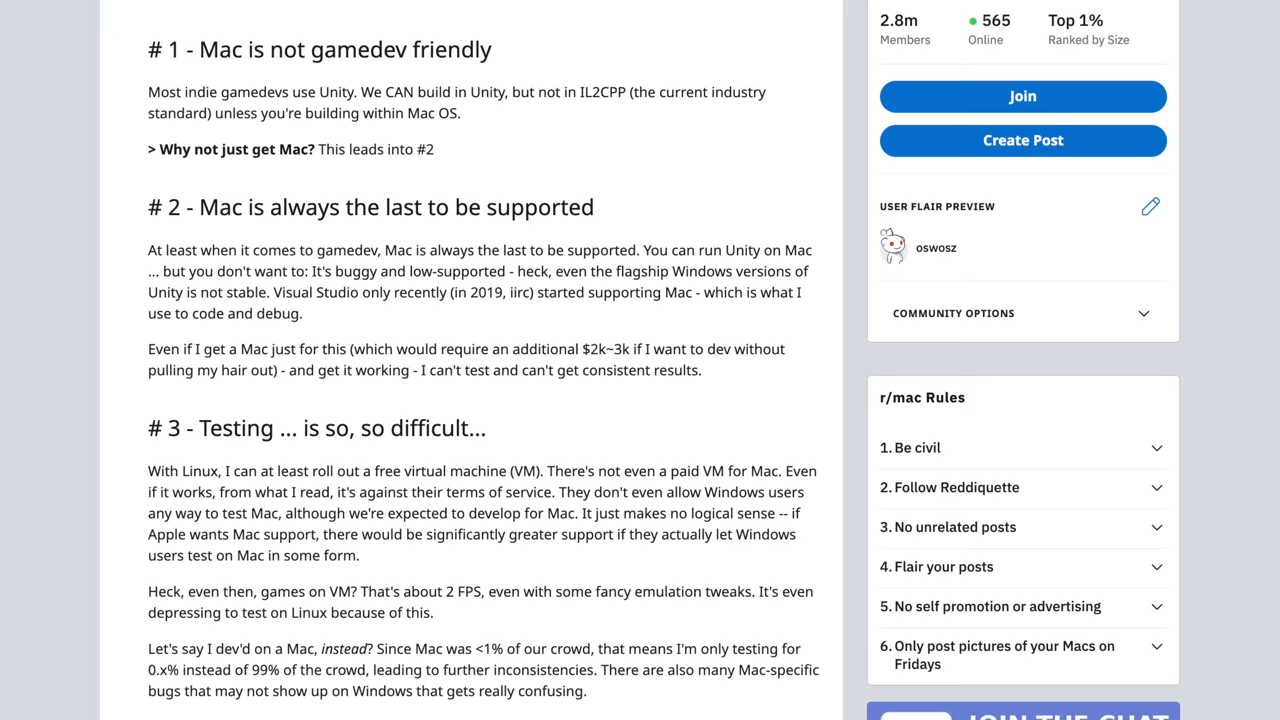 # 1 - Mac is not gamedev friendly
Most indie gamedevs use Unity. We CAN build in Unity, but not in IL2CPP (the current industry
standard) unless you're building within Mac OS.
> Why not just get Mac? This leads into #2
# 2 - Mac is always the last to be supported
At least when it comes to gamedev, Mac is always the last to be supported. You can run Unity on Mac
... but you don't want to: It's buggy and low-supported - heck, even the flagship Windows versions of
Unity is not stable. Visual Studio only recently (in 2019, iirc) started supporting Mac - which is what I
use to code and debug.
Even if I get a Mac just for this (which would require an additional $2k~3k if I want to dev without
pulling my hair out) - and get it working - I can't test and can't get consistent results.
# 3 - Testing ... is so, so difficult...
With Linux, I can at least roll out a free virtual machine (VM). There's not even a paid VM for Mac. Even
if it works, from what I read, it's against their terms of service. They don't even allow Windows users
any way to test Mac, although we're expected to develop for Mac. It just makes no logical sense -- if
Apple wants Mac support, there would be significantly greater support if they actually let Windows
users test on Mac in some form.
Heck, even then, games on VM? That's about 2 FPS, even with some fancy emulation tweaks. It's even
depressing to test on Linux because of this.
Let's say I dev'd on a Mac, instead? Since Mac was <1% of our crowd, that means I'm only testing for
0.x% instead of 99% of the crowd, leading to further inconsistencies. There are also many Mac-specific
bugs that may not show up on Windows that gets really confusing.
2.8m 565 Top 1%
Members Online Ranked by Size
Join
Create Post
USER FLAIR PREVIEW
oswosz
COMMUNITY OPTIONS
r/mac Rules
1. Be civil
2. Follow Reddiquette
3. No unrelated posts
4. Flair your posts
5. No self promotion or advertising
6. Only post pictures of your Macs on
Fridays
JOIN THE CHAT